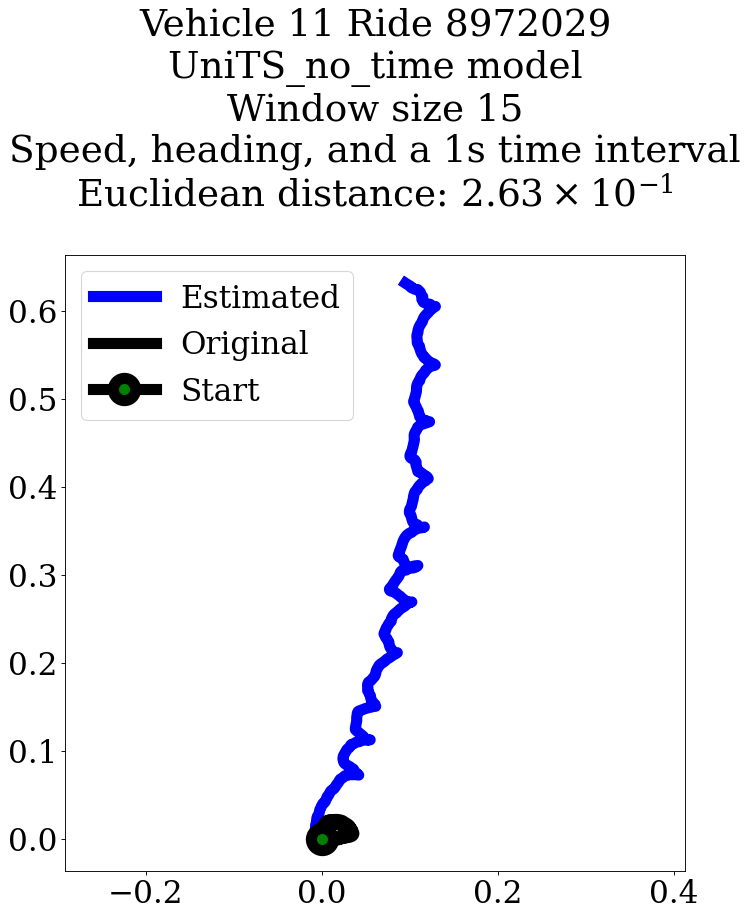 Vehicle 11 Ride 8972029
UniTS_no_time model
Window size 15
Speed, heading, and a 1s time interval
Euclidean distance: 2.63 × 10⁻¹
Estimated
Original
Start
0.6
0.5
0.4
0.3
0.2
0.1
0.0
−0.2 0.0 0.2 0.4